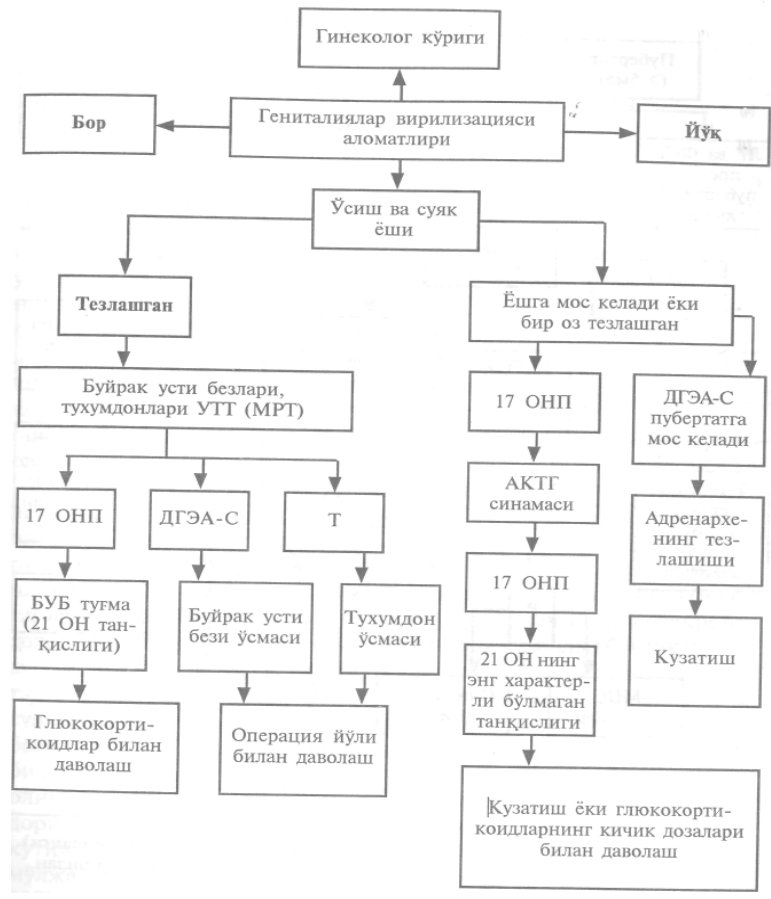 Гинеколог кўриги
Бор
Гениталиялар вирилизацияси
аломатлири
Йўқ
Ўсиш ва суяк
ёши
Тезлашган
Ёшга мос келади ёки
бир оз тезлашган
Буйрак усти безлари,
тухумдонлари УТТ (МРТ)
17 ОНП
ДГЭА-С
пубертатга
мос келади
17 ОНП
ДГЭА-С
Т
АКТГ
синамаси
Адренархе-
нинг тез-
лашиши
БУБ туғма
(21 ОН тан-
қислиги)
Буйрак усти
бези ўсмаси
Тухумдон
ўсмаси
17 ОНП
Кузатиш
21 ОН нинг
энг характер-
ли бўлмаган
танқислиги
Глюкокорти-
коидлар билан
даволаш
Операция йўли
билан даволаш
Кузатиш ёки глюкокорти-
коидларнинг кичик дозалари
билан даволаш